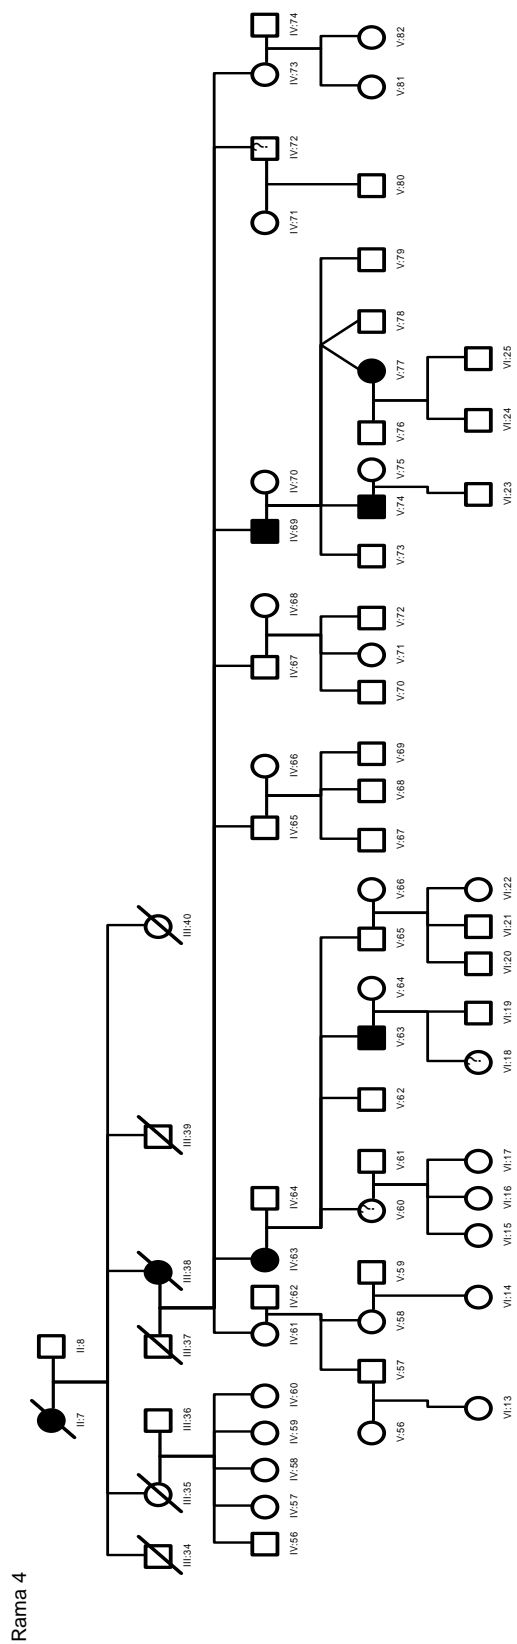 Rama 4
II:7 II:8
III:34 III:35 III:36 III:37 III:38 III:39 III:40
?
IV:56 IV:57 IV:58 IV:59 IV:60 IV:61 IV:62 IV:63 IV:64 IV:65 IV:66 IV:67 IV:68 IV:69 IV:70 IV:71 IV:72 IV:73 IV:74
?
V:56 V:57 V:58 V:59 V:60 V:61 V:62 V:63 V:64 V:65 V:66 V:67 V:68 V:69 V:70 V:71 V:72 V:73 V:74 V:75 V:76 V:77 V:78 V:79 V:80 V:81 V:82
?
VI:13 VI:14 VI:15 VI:16 VI:17 VI:18 VI:19 VI:20 VI:21 VI:22 VI:23 VI:24 VI:25